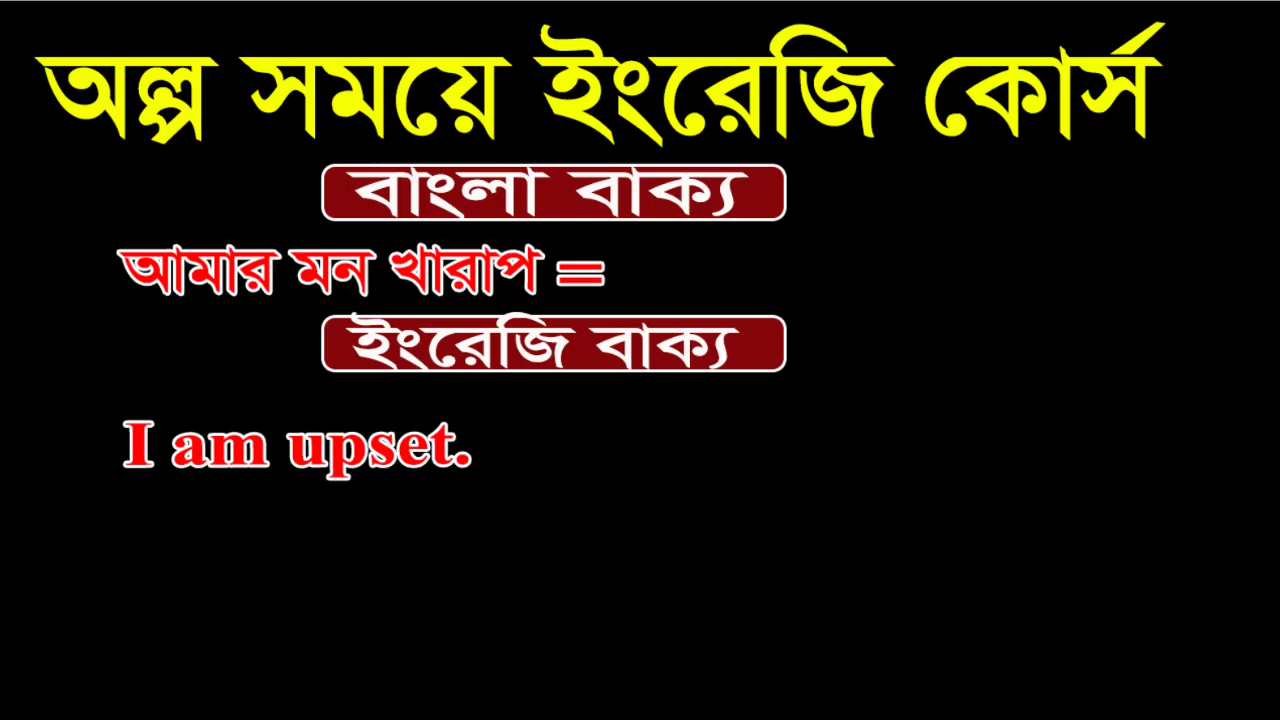 অল্প সময়ে ইংরেজি কোর্স
বাংলা বাক্য
আমার মন খারাপ =
ইংরেজি বাক্য
I am upset.